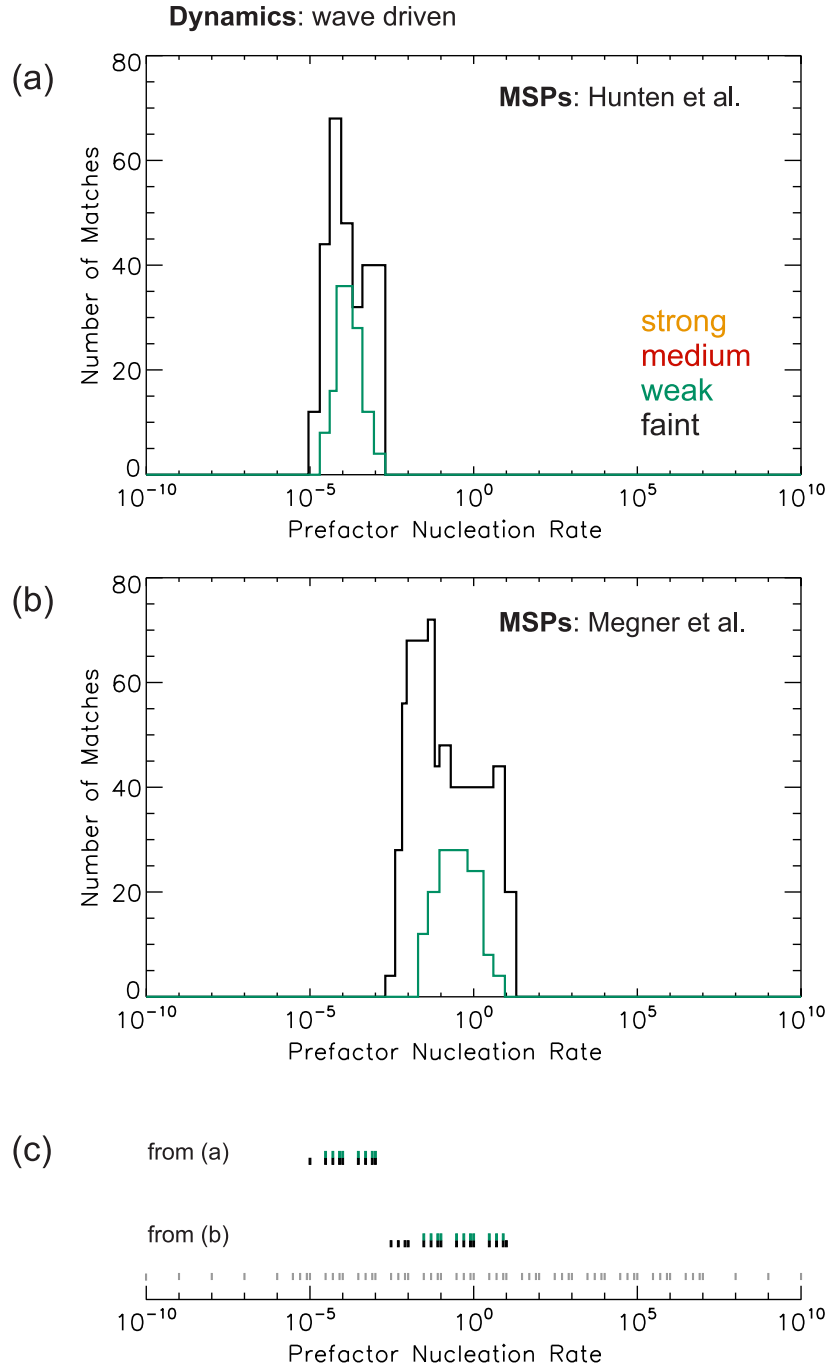 Dynamics: wave driven
(a)
MSPs: Hunten et al.
80
60
40
20
0
Number of Matches
strong
medium
weak
faint
10^-10 10^-5 10^0 10^5 10^10
Prefactor Nucleation Rate
(b)
MSPs: Megner et al.
80
60
40
20
0
Number of Matches
10^-10 10^-5 10^0 10^5 10^10
Prefactor Nucleation Rate
(c)
from (a)
from (b)
10^-10 10^-5 10^0 10^5 10^10
Prefactor Nucleation Rate